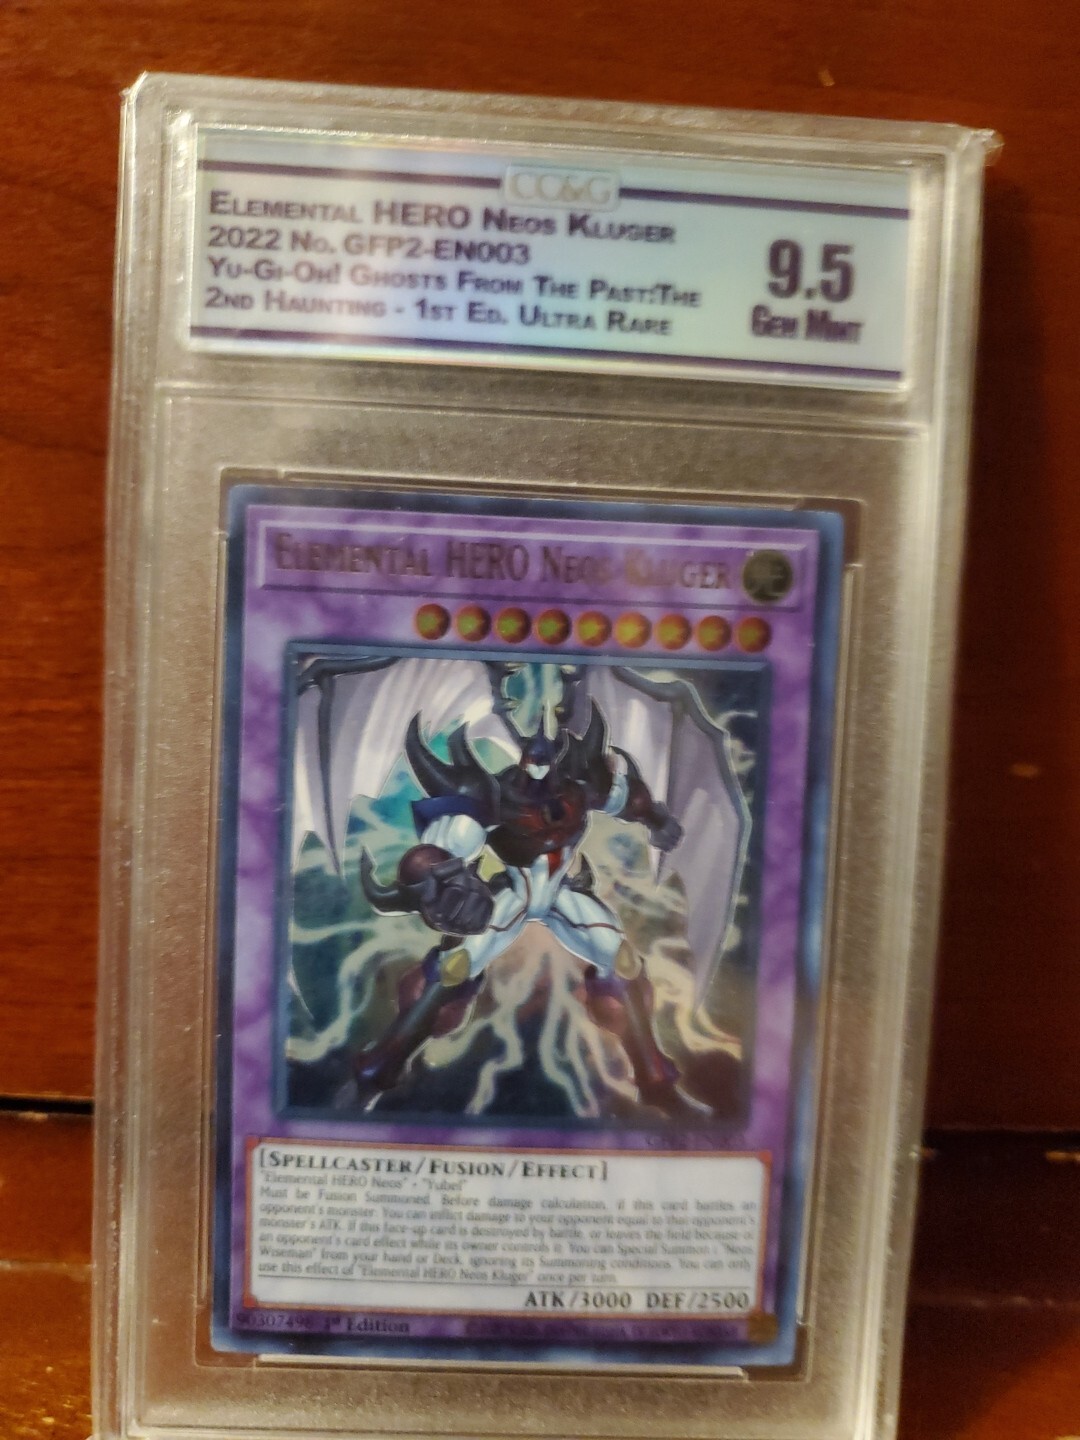 CC&G
ELEMENTAL HERO NEOS KLUGER
2022 NO. GFP2-EN003
YU-GI-OH! GHOSTS FROM THE PAST:THE
2ND HAUNTING - 1ST ED. ULTRA RARE
9.5
GEM MINT
ELEMENTAL HERO NEOS KLUGER
[SPELLCASTER/FUSION/EFFECT]
"Elemental HERO Neos" + "Yubel"
Must be Fusion Summoned. Before damage calculation, if this card battles an
opponent's monster: You can inflict damage to your opponent equal to that opponent's
monster's ATK. If this face-up card is destroyed by battle, or leaves the field because of
an opponent's card effect while its owner controls it: You can Special Summon 1 "Neos
Wiseman" from your hand or Deck, ignoring its Summoning conditions. You can only
use this effect of "Elemental HERO Neos Kluger" once per turn.
ATK/3000 DEF/2500
90307498 1st Edition